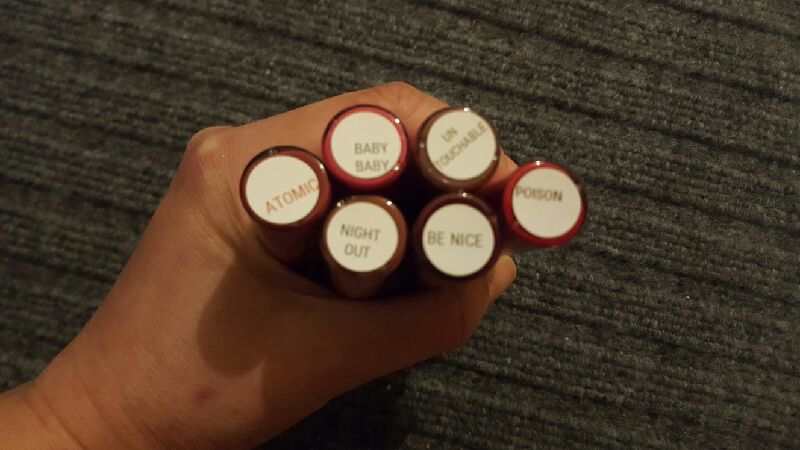 ATOMIC
BABY
BABY
UN
TOUCHABLE
POISON
NIGHT
OUT
BE NICE